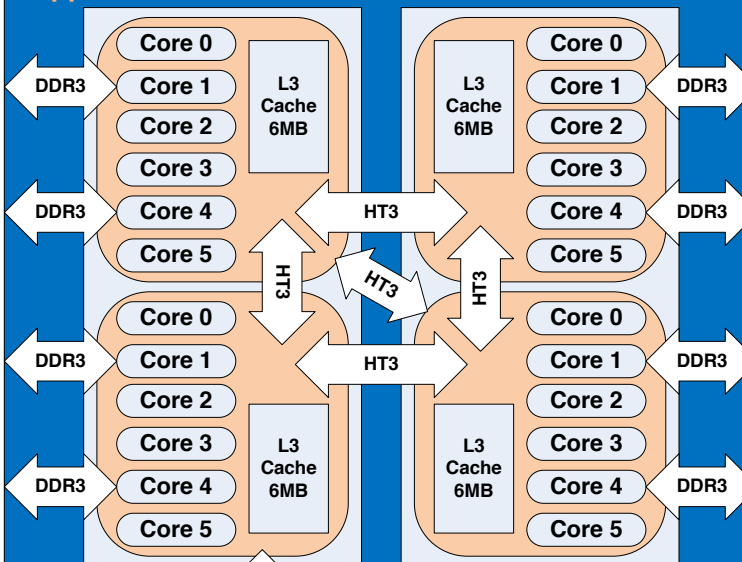 Core 0
Core 1
Core 2
Core 3
Core 4
Core 5
L3
Cache
6MB
DDR3
DDR3
L3
Cache
6MB
Core 0
Core 1
Core 2
Core 3
Core 4
Core 5
DDR3
DDR3
HT3
HT3
HT3
HT3
HT3
Core 0
Core 1
Core 2
Core 3
Core 4
Core 5
L3
Cache
6MB
DDR3
DDR3
L3
Cache
6MB
Core 0
Core 1
Core 2
Core 3
Core 4
Core 5
DDR3
DDR3